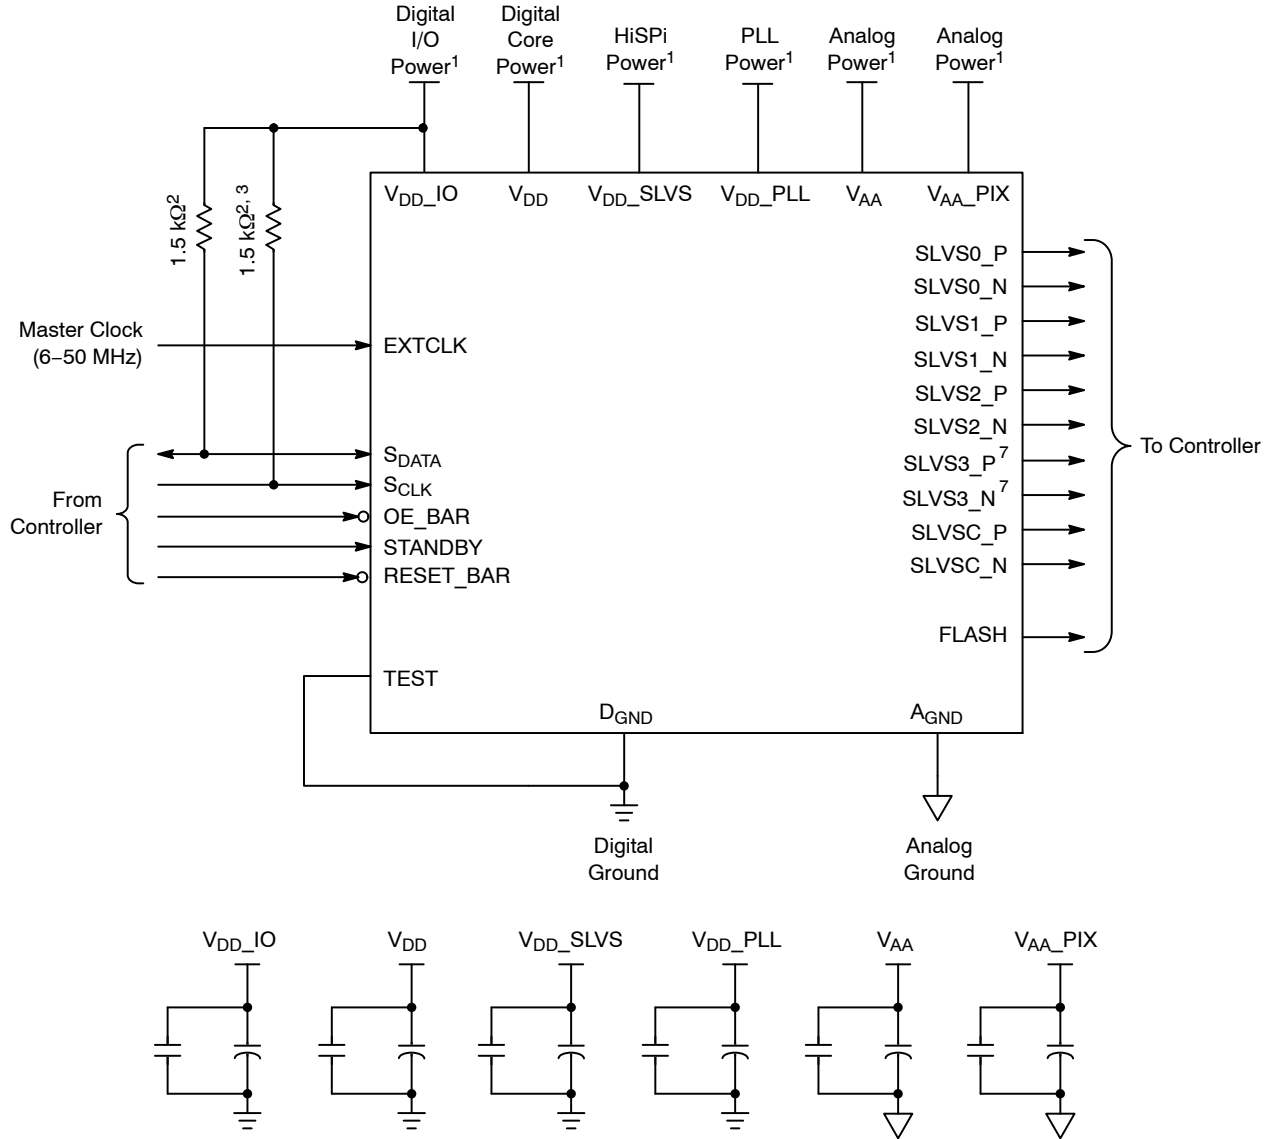 Digital
I/O
Power1
Digital
Core
Power1
HiSPi
Power1
PLL
Power1
Analog
Power1
Analog
Power1
VDD_IO
VDD
VDD_SLVS
VDD_PLL
VAA
VAA_PIX
1.5 kΩ2
1.5 kΩ2, 3
Master Clock
(6–50 MHz)
EXTCLK
From
Controller
SDATA
SCLK
OE_BAR
STANDBY
RESET_BAR
TEST
SLVS0_P
SLVS0_N
SLVS1_P
SLVS1_N
SLVS2_P
SLVS2_N
SLVS3_P7
SLVS3_N7
SLVSC_P
SLVSC_N
FLASH
To Controller
DGND
AGND
Digital
Ground
Analog
Ground
VDD_IO
VDD
VDD_SLVS
VDD_PLL
VAA
VAA_PIX